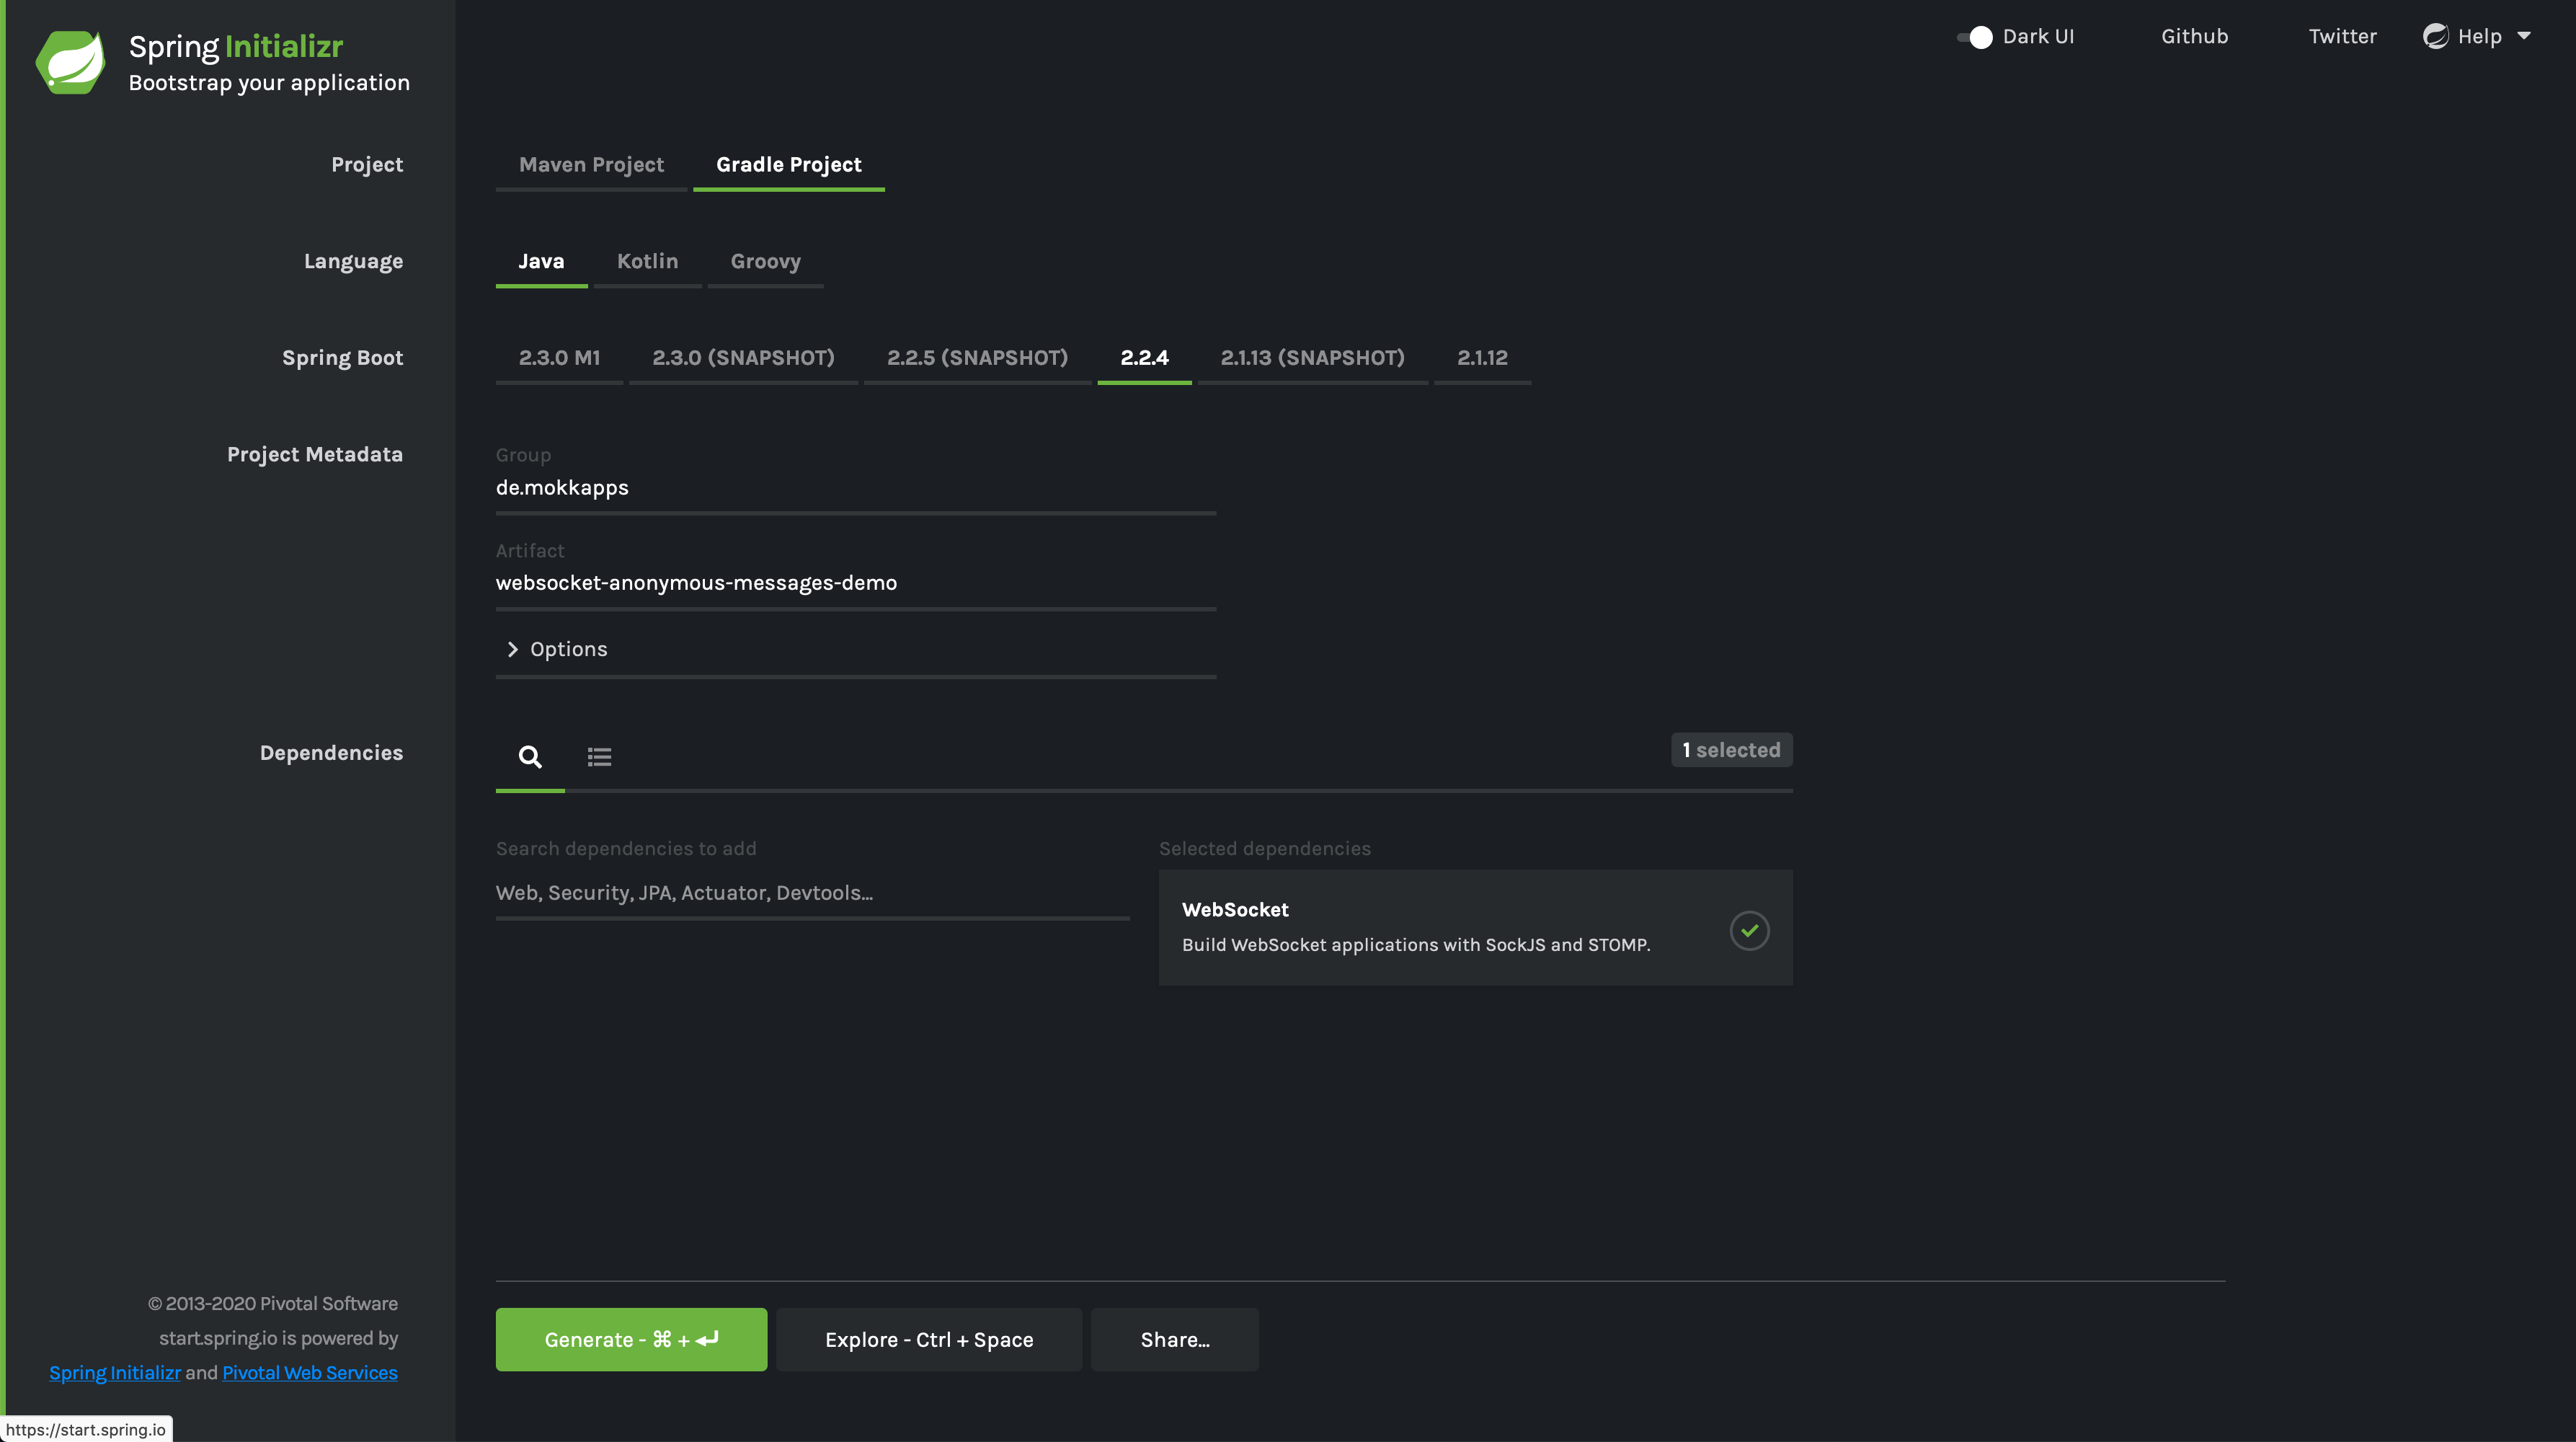 Spring Initializr
Bootstrap your application
Dark UI Github Twitter Help
Project
Maven Project Gradle Project
Language
Java Kotlin Groovy
Spring Boot
2.3.0 M1 2.3.0 (SNAPSHOT) 2.2.5 (SNAPSHOT) 2.2.4 2.1.13 (SNAPSHOT) 2.1.12
Project Metadata
Group
de.mokkapps
Artifact
websocket-anonymous-messages-demo
Options
Dependencies
1 selected
Search dependencies to add
Web, Security, JPA, Actuator, Devtools...
Selected dependencies
WebSocket
Build WebSocket applications with SockJS and STOMP.
© 2013-2020 Pivotal Software
start.spring.io is powered by
Spring Initializr and Pivotal Web Services
Generate - ⌘ + ↵
Explore - Ctrl + Space
Share...
https://start.spring.io